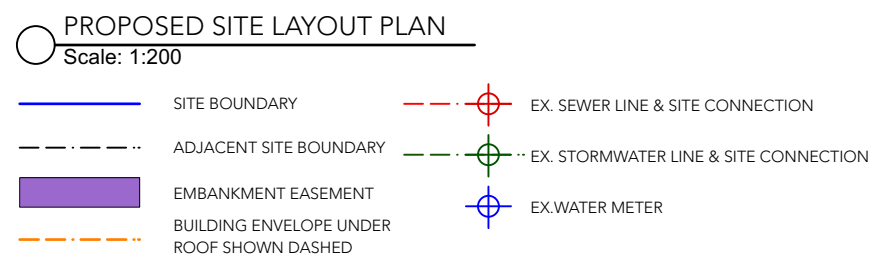 PROPOSED SITE LAYOUT PLAN
Scale: 1:200
SITE BOUNDARY
ADJACENT SITE BOUNDARY
EMBANKMENT EASEMENT
BUILDING ENVELOPE UNDER
ROOF SHOWN DASHED
EX. SEWER LINE & SITE CONNECTION
EX. STORMWATER LINE & SITE CONNECTION
EX.WATER METER